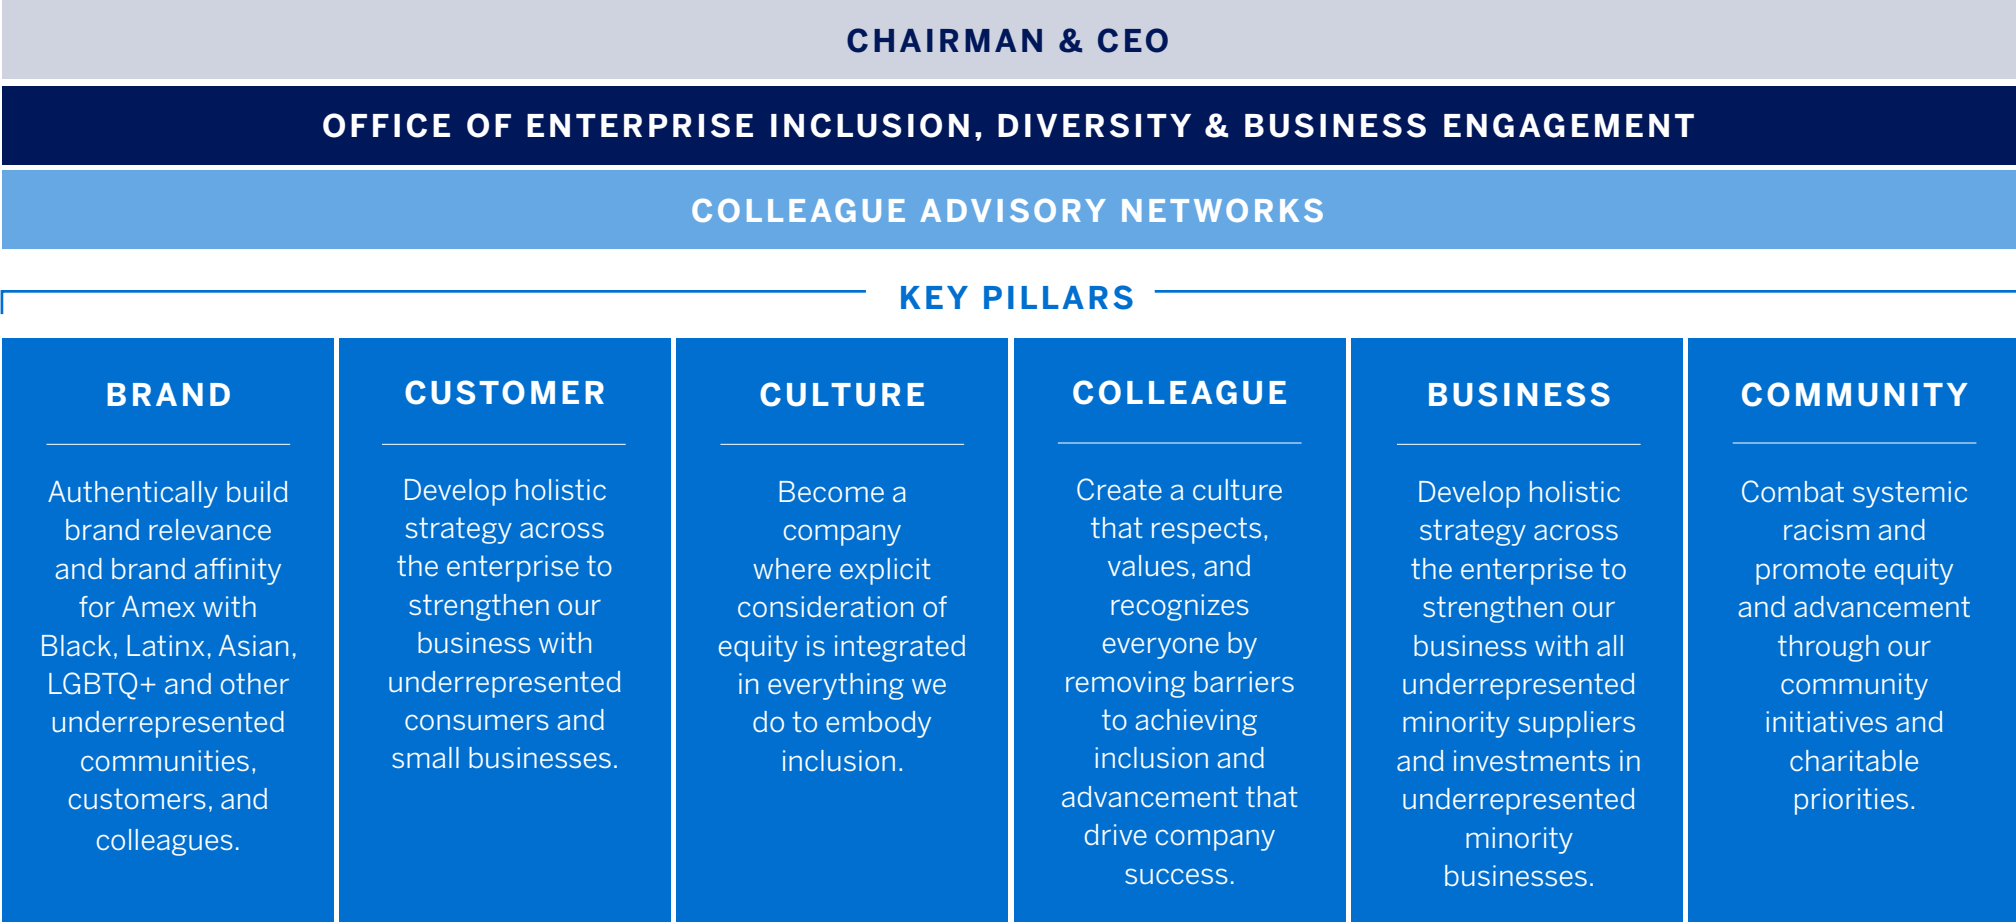 CHAIRMAN & CEO
OFFICE OF ENTERPRISE INCLUSION, DIVERSITY & BUSINESS ENGAGEMENT
COLLEAGUE ADVISORY NETWORKS
KEY PILLARS
BRAND
Authentically build
brand relevance
and brand affinity
for Amex with
Black, Latinx, Asian,
LGBTQ+ and other
underrepresented
communities,
customers, and
colleagues.
CUSTOMER
Develop holistic
strategy across
the enterprise to
strengthen our
business with
underrepresented
consumers and
small businesses.
CULTURE
Become a
company
where explicit
consideration of
equity is integrated
in everything we
do to embody
inclusion.
COLLEAGUE
Create a culture
that respects,
values, and
recognizes
everyone by
removing barriers
to achieving
inclusion and
advancement that
drive company
success.
BUSINESS
Develop holistic
strategy across
the enterprise to
strengthen our
business with all
underrepresented
minority suppliers
and investments in
underrepresented
minority
businesses.
COMMUNITY
Combat systemic
racism and
promote equity
and advancement
through our
community
initiatives and
charitable
priorities.